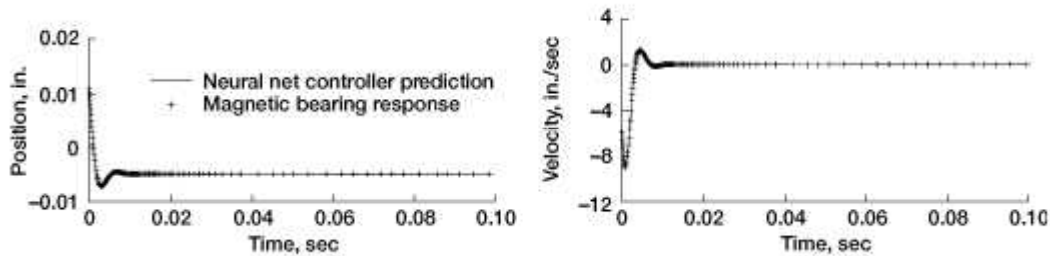 0.02
0.01
0
–0.01
Position, in.
Neural net controller prediction
Magnetic bearing response
0 0.02 0.04 0.06 0.08 0.10
Time, sec
4
0
–4
–8
–12
Velocity, in./sec
0 0.02 0.04 0.06 0.08 0.10
Time, sec